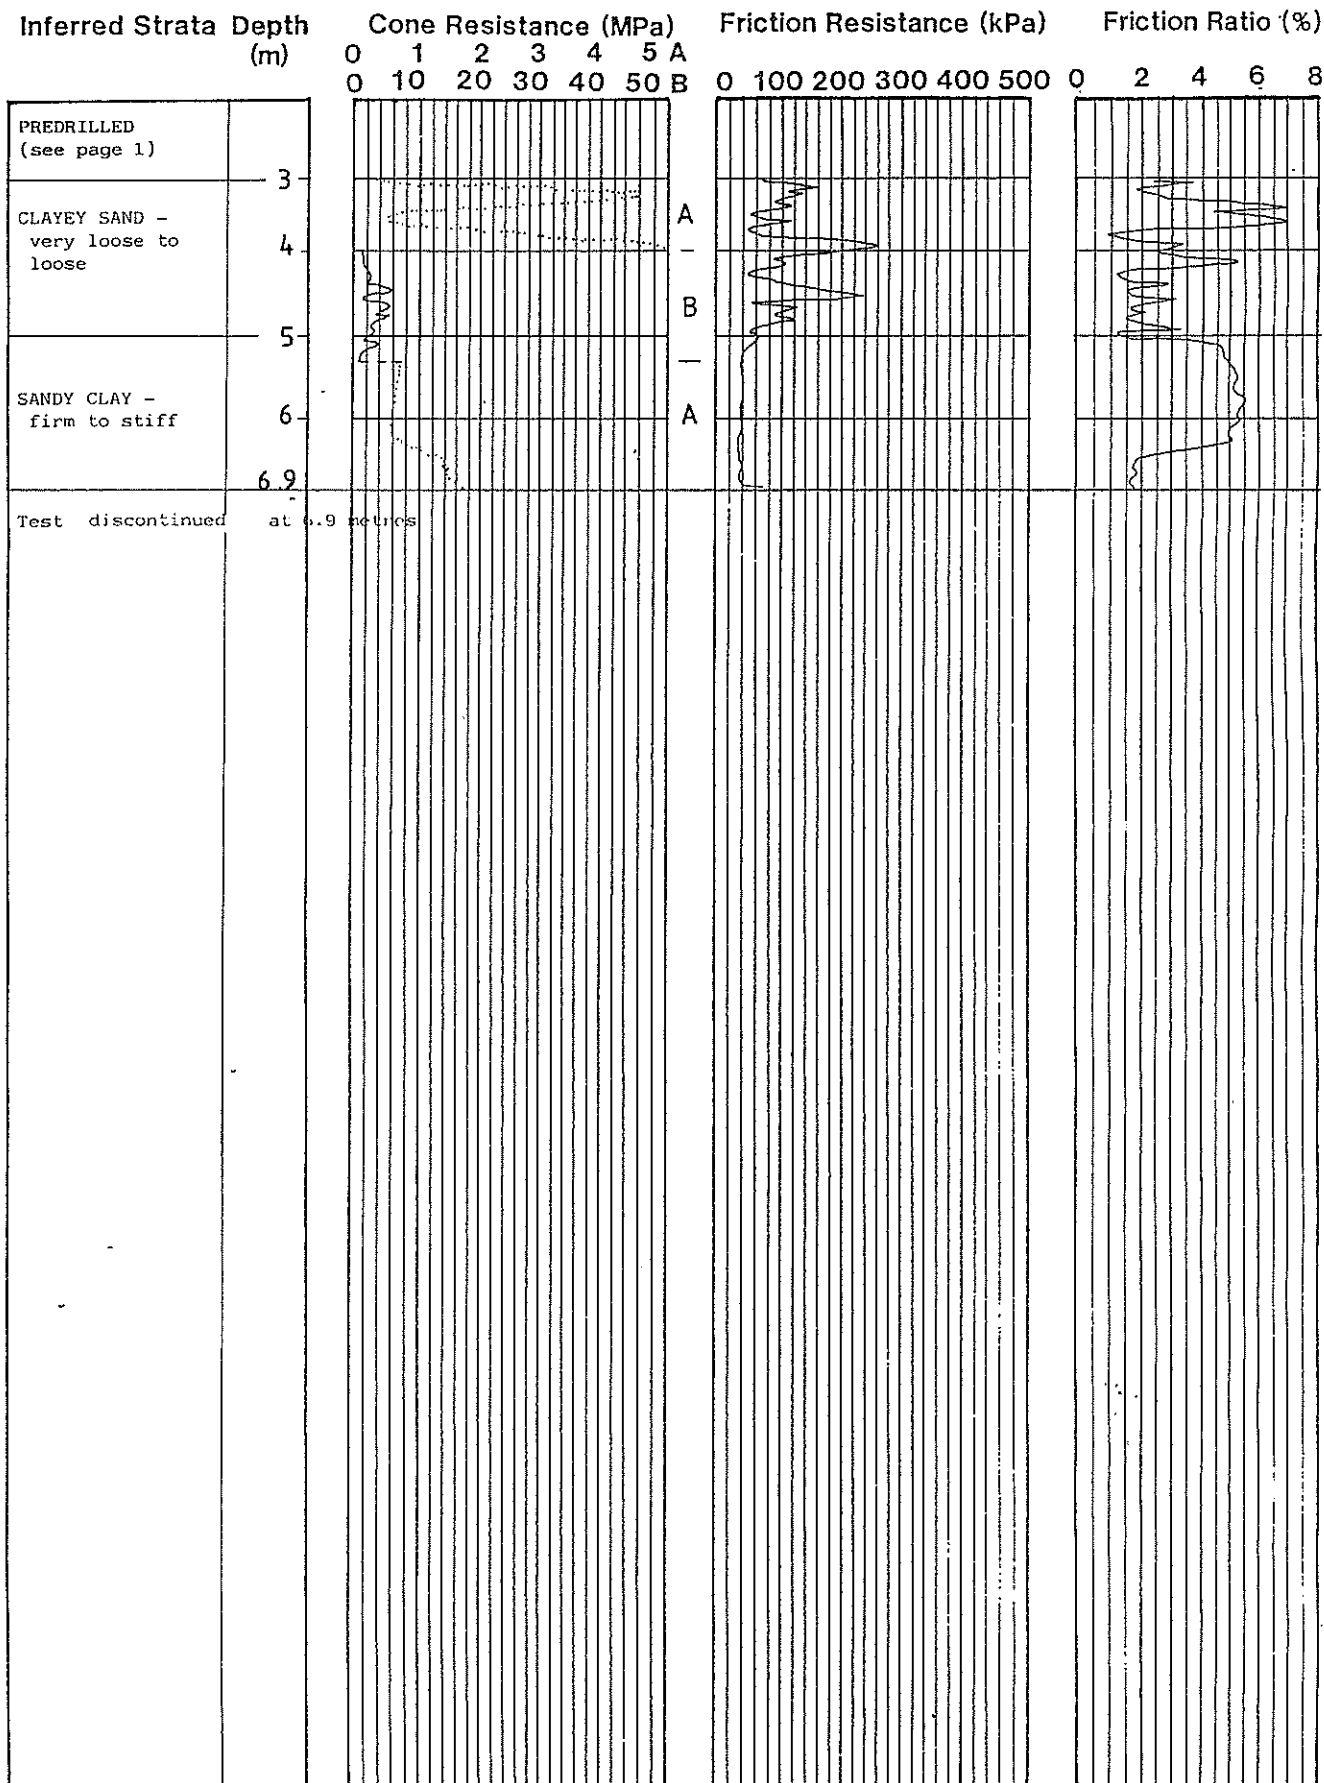 Inferred Strata Depth (m)
Cone Resistance (MPa)
0 1 2 3 4 5 A
0 10 20 30 40 50 B
Friction Resistance (kPa)
0 100 200 300 400 500
Friction Ratio (%)
0 2 4 6 8
PREDRILLED
(see page 1)
3
CLAYEY SAND -
very loose to
loose
A
4
B
5
SANDY CLAY -
firm to stiff
A
6
6.9
Test discontinued at 6.9 metres